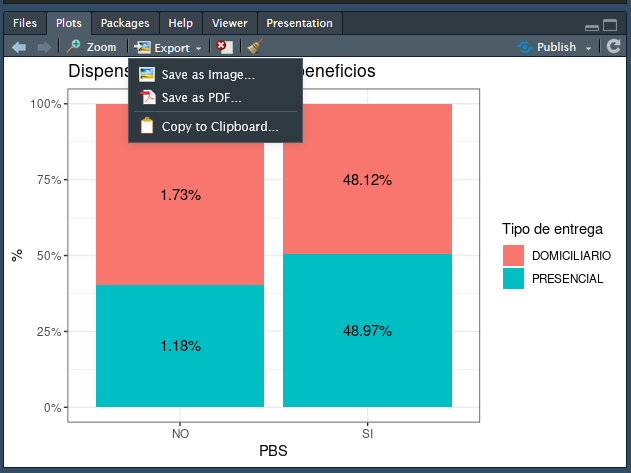 Files Plots Packages Help Viewer Presentation
Zoom Export Publish
Dispens
beneficios
Save as Image...
Save as PDF...
Copy to Clipboard...
100%
75%
50%
25%
0%
%
1.73%
48.12%
1.18%
48.97%
NO SI
PBS
Tipo de entrega
DOMICILIARIO
PRESENCIAL